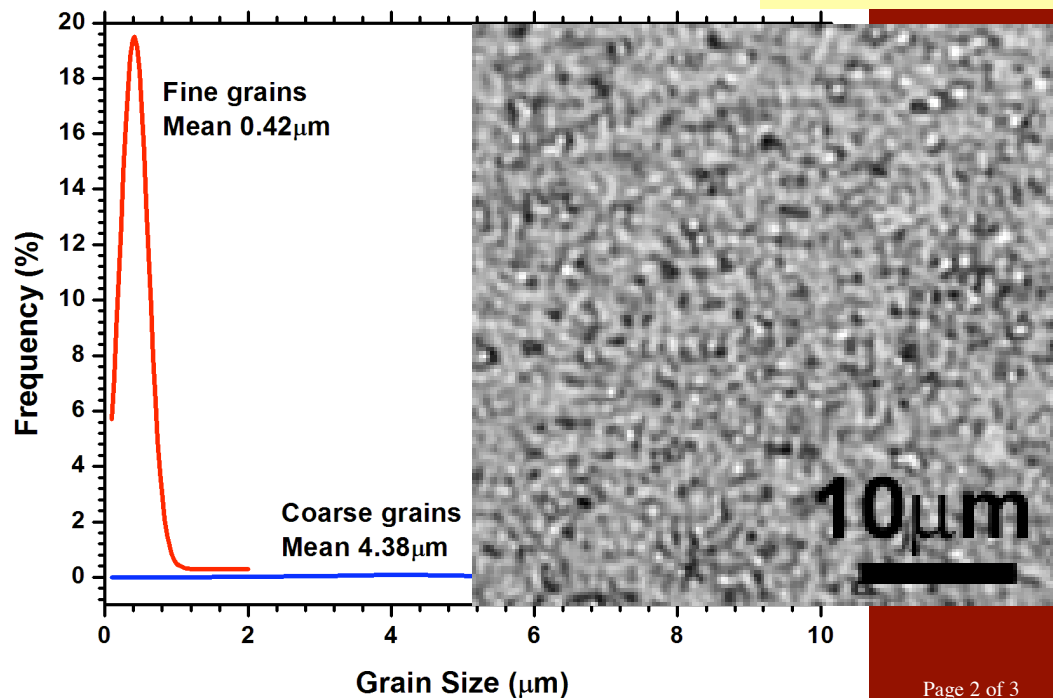 20
18
16
14
12
10
8
6
4
2
0
Frequency (%)
Fine grains
Mean 0.42μm
Coarse grains
Mean 4.38μm
10μm
0 2 4 6 8 10
Grain Size (μm)
Page 2 of 3